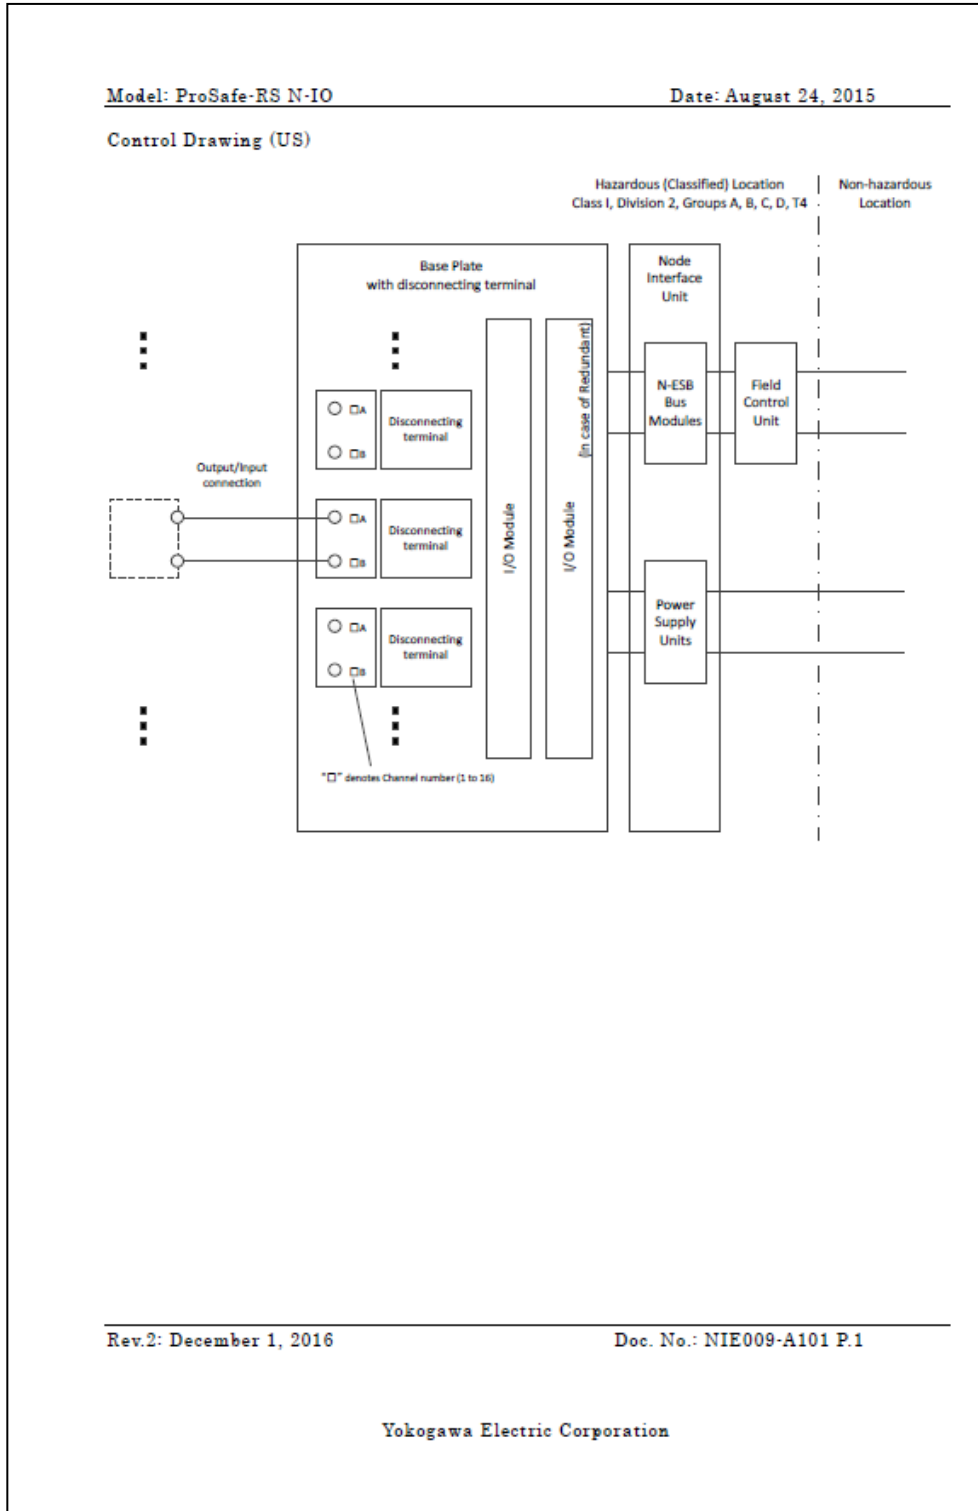 Model: ProSafe-RS N-IO
Date: August 24, 2015
Control Drawing (US)
Hazardous (Classified) Location
Class I, Division 2, Groups A, B, C, D, T4
Non-hazardous
Location
Base Plate
with disconnecting terminal
Node
Interface
Unit
□A
□B
Disconnecting
terminal
Output/Input
connection
□A
□B
Disconnecting
terminal
□A
□B
Disconnecting
terminal
"□" denotes Channel number (1 to 16)
I/O Module
I/O Module
(in case of Redundant)
N-ESB
Bus
Modules
Field
Control
Unit
Power
Supply
Units
Rev.2: December 1, 2016
Doc. No.: NIE009-A101 P.1
Yokogawa Electric Corporation